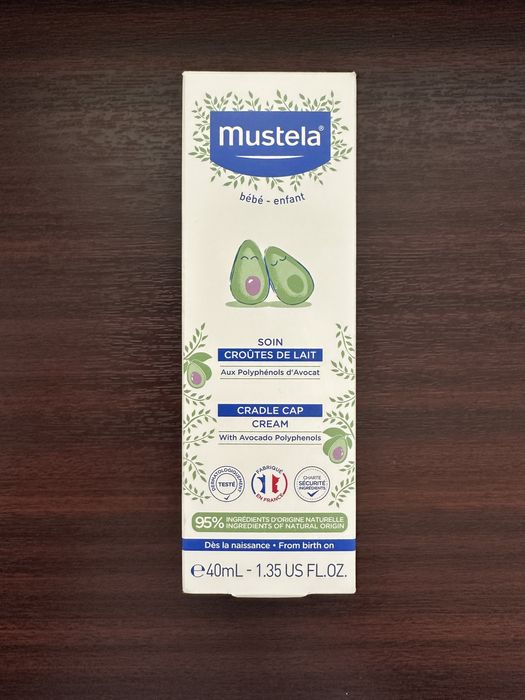 Mustela®
bébé - enfant
SOIN
CROÛTES DE LAIT
Aux Polyphénols d'Avocat
CRADLE CAP
CREAM
With Avocado Polyphenols
DERMATOLOGIQUEMENT
TESTÉ
FABRIQUÉ
EN FRANCE
CHARTE
SÉCURITÉ
INGRÉDIENTS
95% INGRÉDIENTS D'ORIGINE NATURELLE
INGREDIENTS OF NATURAL ORIGIN
Dès la naissance • From birth on
℮40mL - 1.35 US FL.OZ.